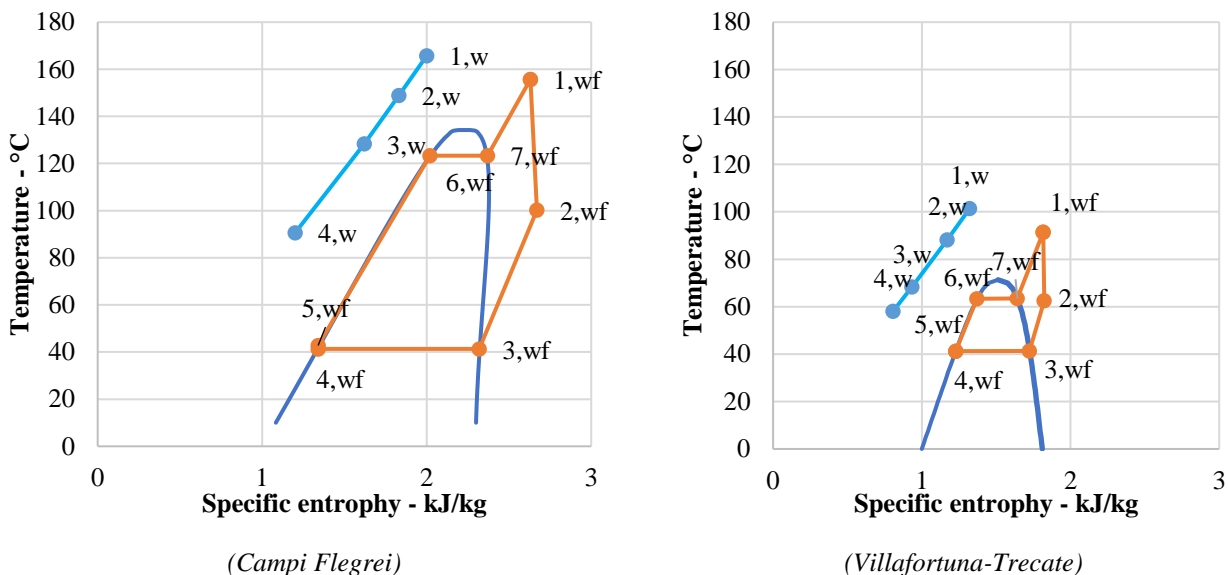 180
160
140
120
100
80
60
40
20
0
0
1
2
3
Temperature - °C
Specific entrophy - kJ/kg
1,w
2,w
3,w
4,w
1,wf
7,wf
6,wf
2,wf
5,wf
3,wf
4,wf
(Campi Flegrei)
180
160
140
120
100
80
60
40
20
0
0
1
2
3
Temperature - °C
Specific entrophy - kJ/kg
1,w
2,w
3,w
4,w
1,wf
7,wf
6,wf
2,wf
5,wf
3,wf
4,wf
(Villafortuna-Trecate)